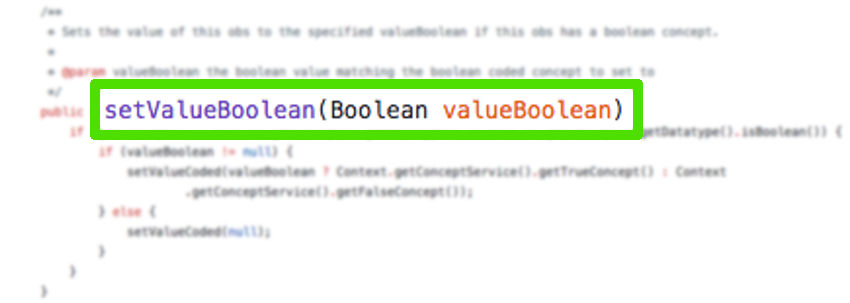 /**
* Sets the value of this obs to the specified valueBoolean if this obs has a boolean concept.
*
* @param valueBoolean the boolean value matching the boolean coded concept to set to
*/
public setValueBoolean(Boolean valueBoolean)
if getDatatype().isBoolean()) {
if (valueBoolean != null) {
setValueCoded(valueBoolean ? Context.getConceptService().getTrueConcept() : Context
.getConceptService().getFalseConcept());
} else {
setValueCoded(null);
}
}
}